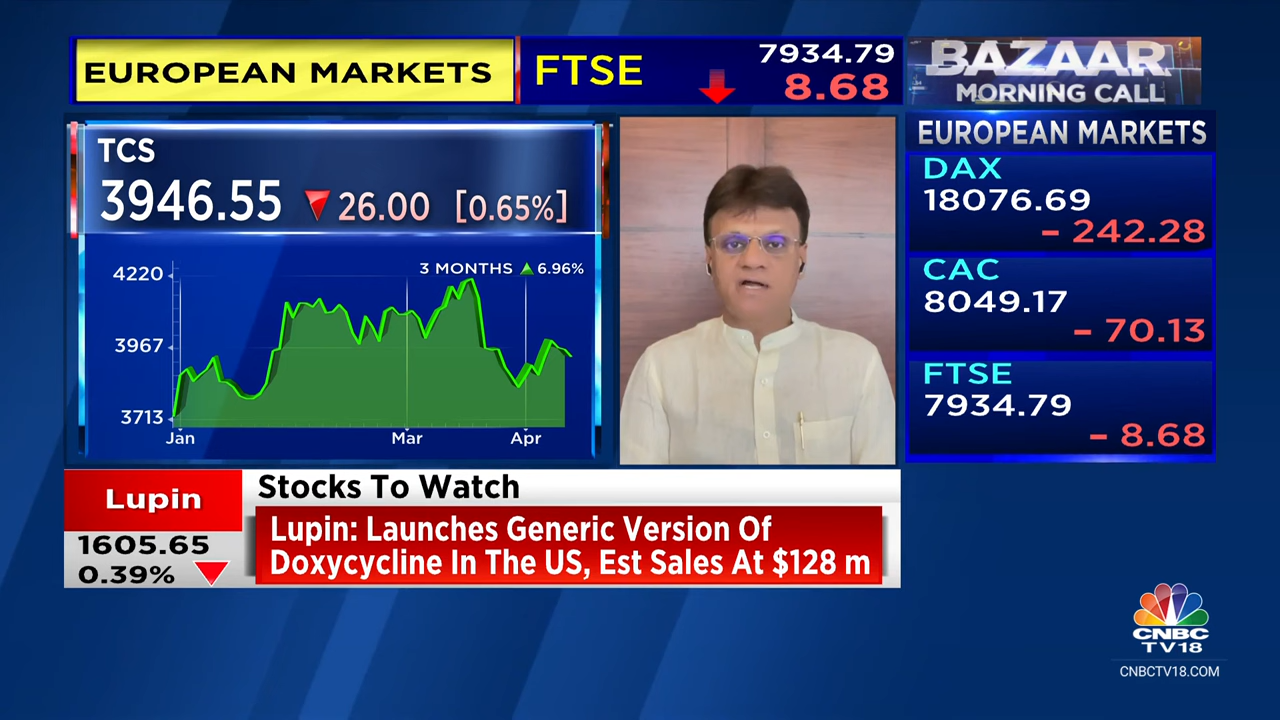 EUROPEAN MARKETS
FTSE
7934.79
8.68
BAZAAR
MORNING CALL
TCS
3946.55 26.00 [0.65%]
3 MONTHS 6.96%
4220
3967
3713
Jan Mar Apr
EUROPEAN MARKETS
DAX
18076.69
- 242.28
CAC
8049.17
- 70.13
FTSE
7934.79
- 8.68
Lupin
1605.65
0.39%
Stocks To Watch
Lupin: Launches Generic Version Of
Doxycycline In The US, Est Sales At $128 m
CNBC
TV18
CNBCTV18.COM